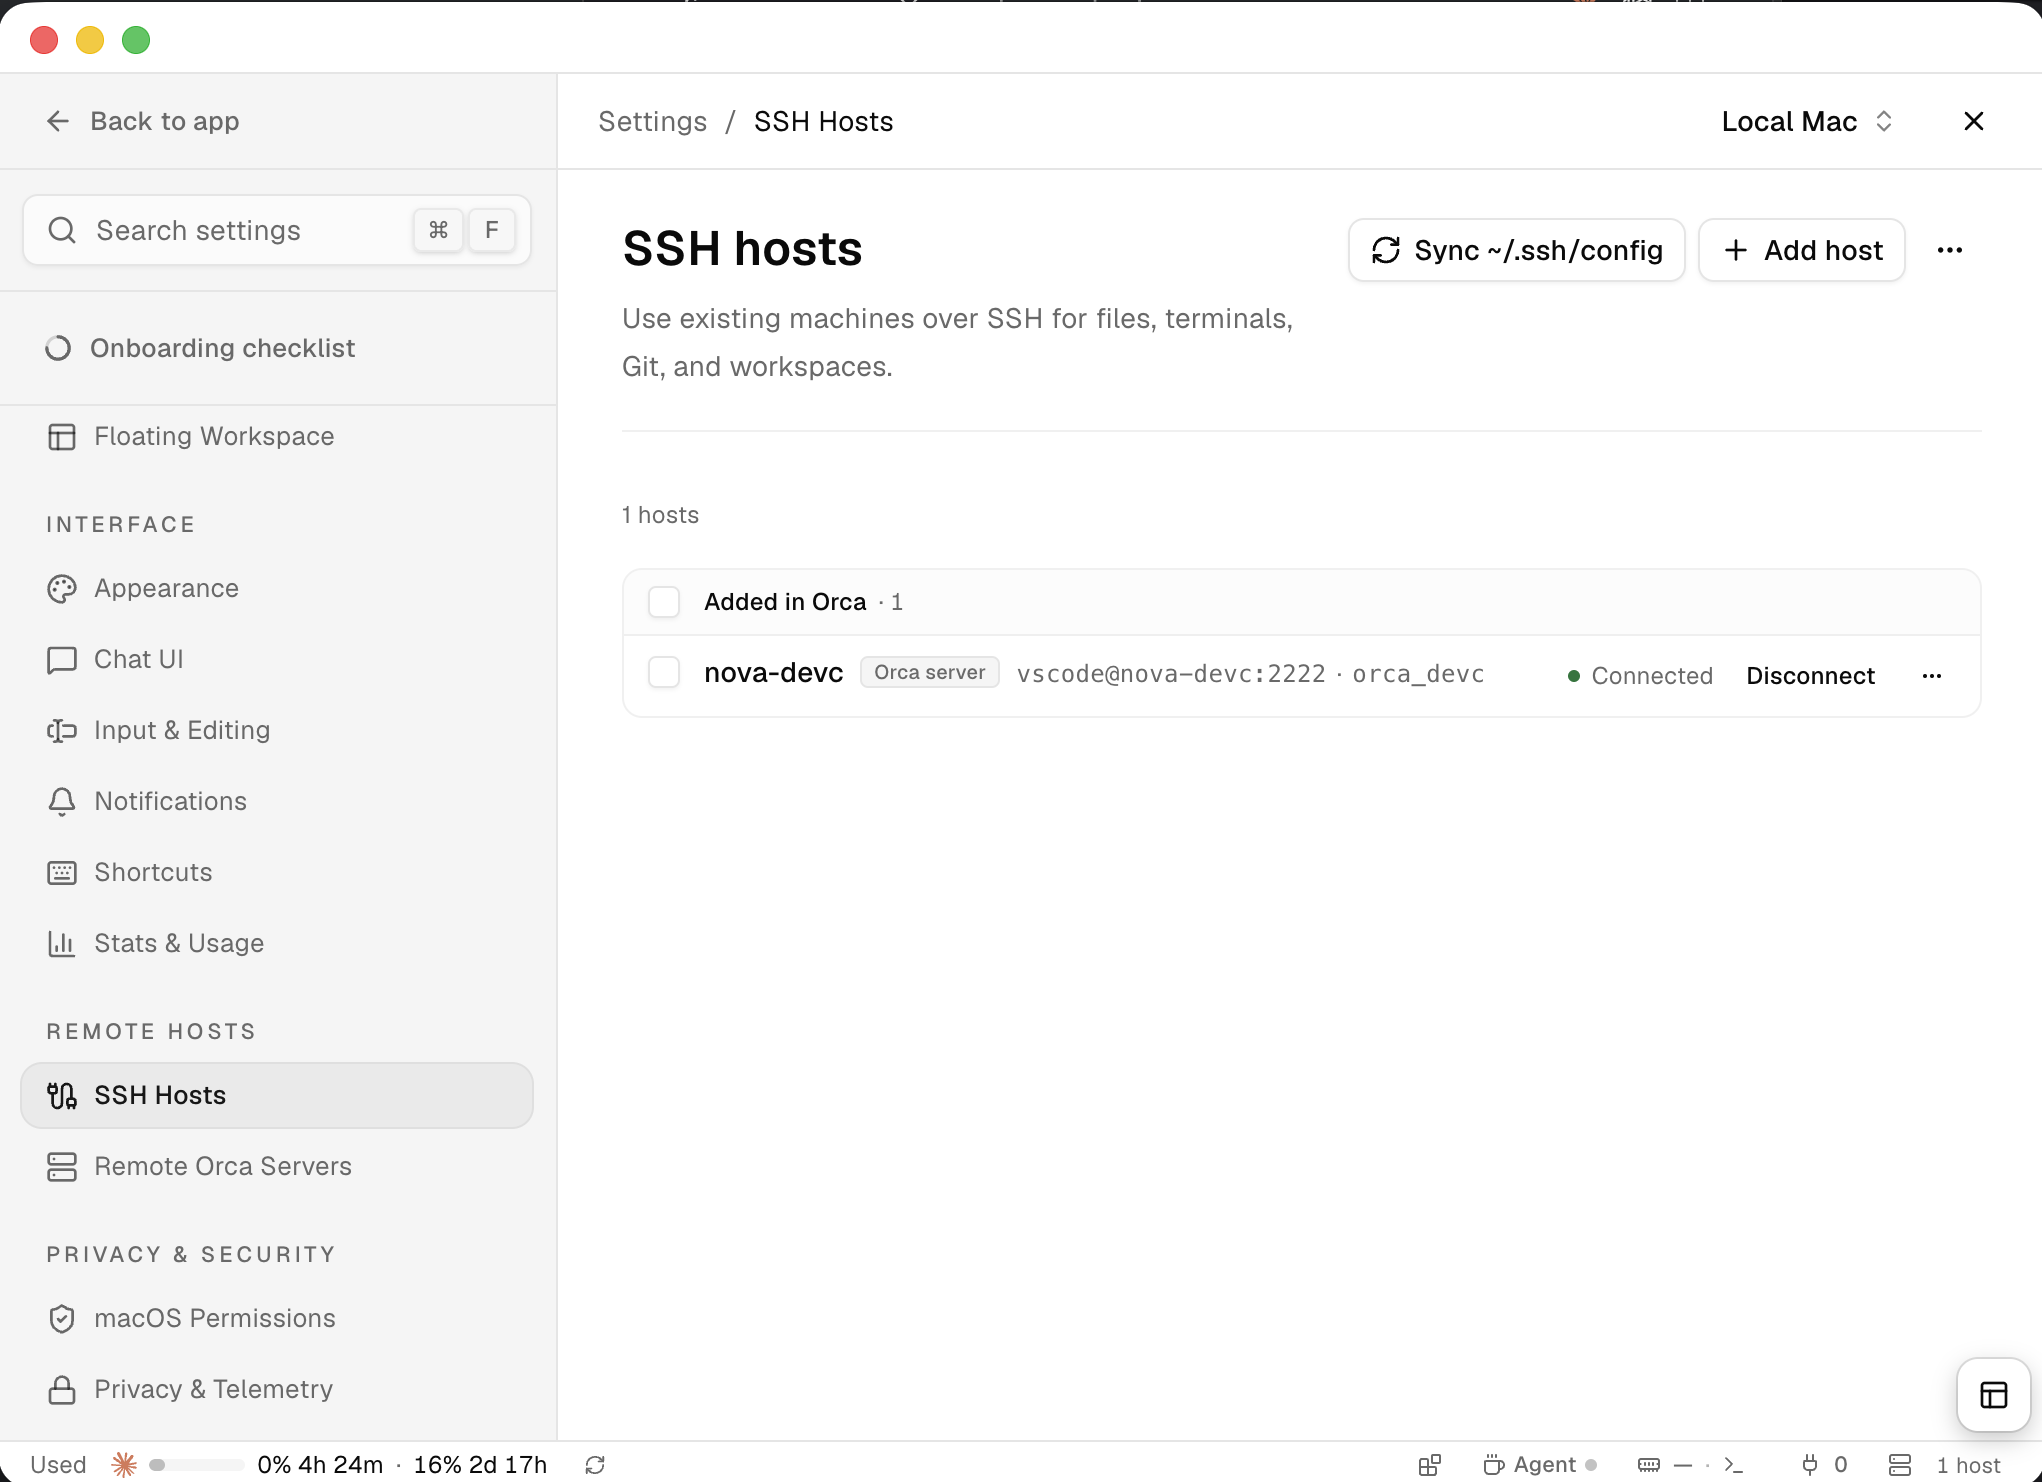 Back to app
Settings / SSH Hosts
Local Mac
Search settings ⌘ F
Onboarding checklist
Floating Workspace
INTERFACE
Appearance
Chat UI
Input & Editing
Notifications
Shortcuts
Stats & Usage
REMOTE HOSTS
SSH Hosts
Remote Orca Servers
PRIVACY & SECURITY
macOS Permissions
Privacy & Telemetry
SSH hosts
Sync ~/.ssh/config
+ Add host
Use existing machines over SSH for files, terminals,
Git, and workspaces.
1 hosts
Added in Orca · 1
nova-devc Orca server vscode@nova-devc:2222 · orca_devc Connected Disconnect
Used 0% 4h 24m · 16% 2d 17h
Agent — · 0 1 host